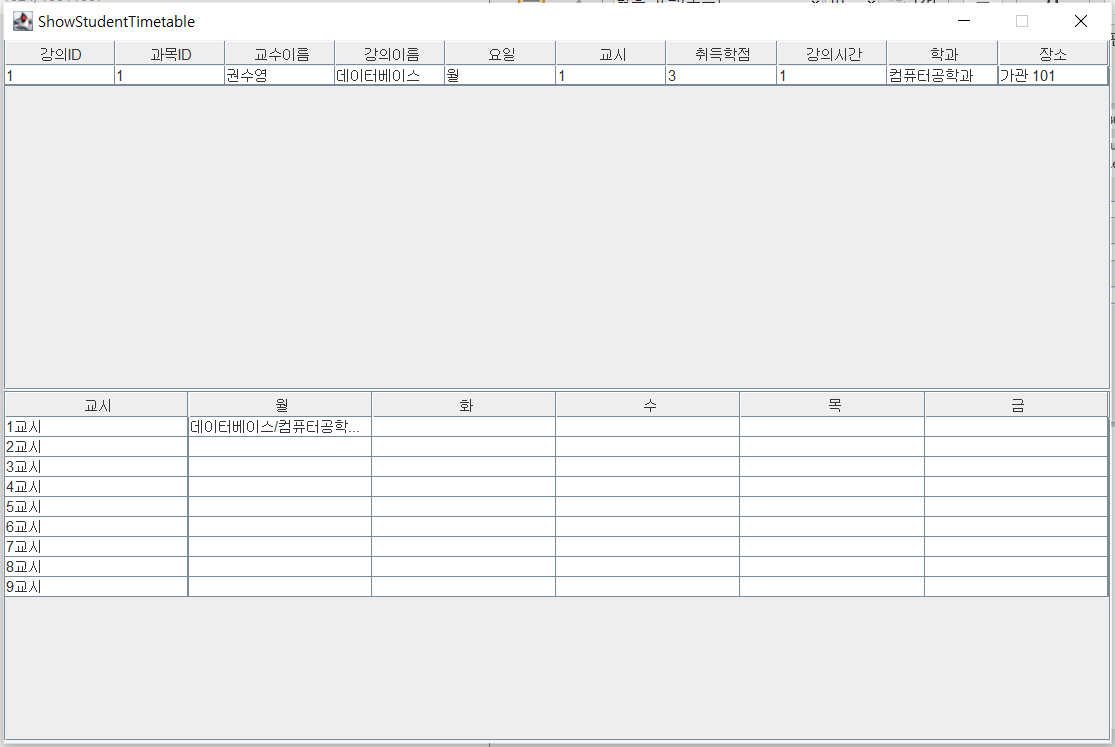 ShowStudentTimetable
강의ID 과목ID 교수이름 강의이름 요일 교시 취득학점 강의시간 학과 장소
1 1 권수영 데이터베이스 월 1 3 1 컴퓨터공학과 가관 101
교시 월 화 수 목 금
1교시 데이터베이스/컴퓨터공학...
2교시
3교시
4교시
5교시
6교시
7교시
8교시
9교시